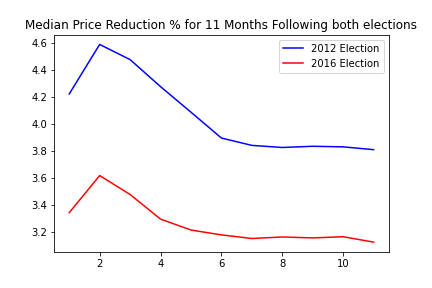 Median Price Reduction % for 11 Months Following both elections
2012 Election
2016 Election
4.6
4.4
4.2
4.0
3.8
3.6
3.4
3.2
2 4 6 8 10